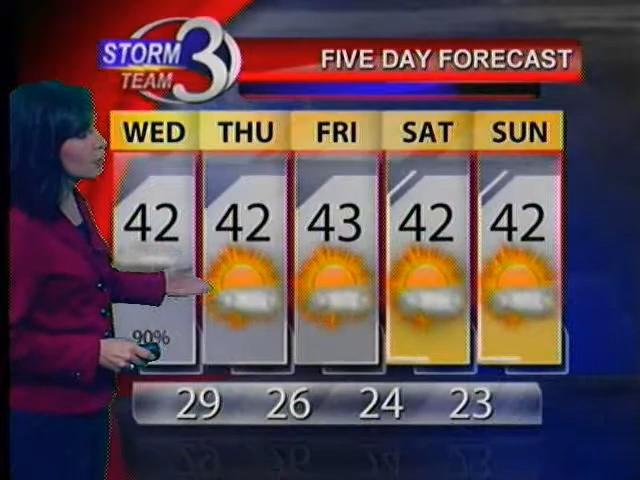 STORM 3
TEAM
FIVE DAY FORECAST
WED THU FRI SAT SUN
42 42 43 42 42
90%
29 26 24 23